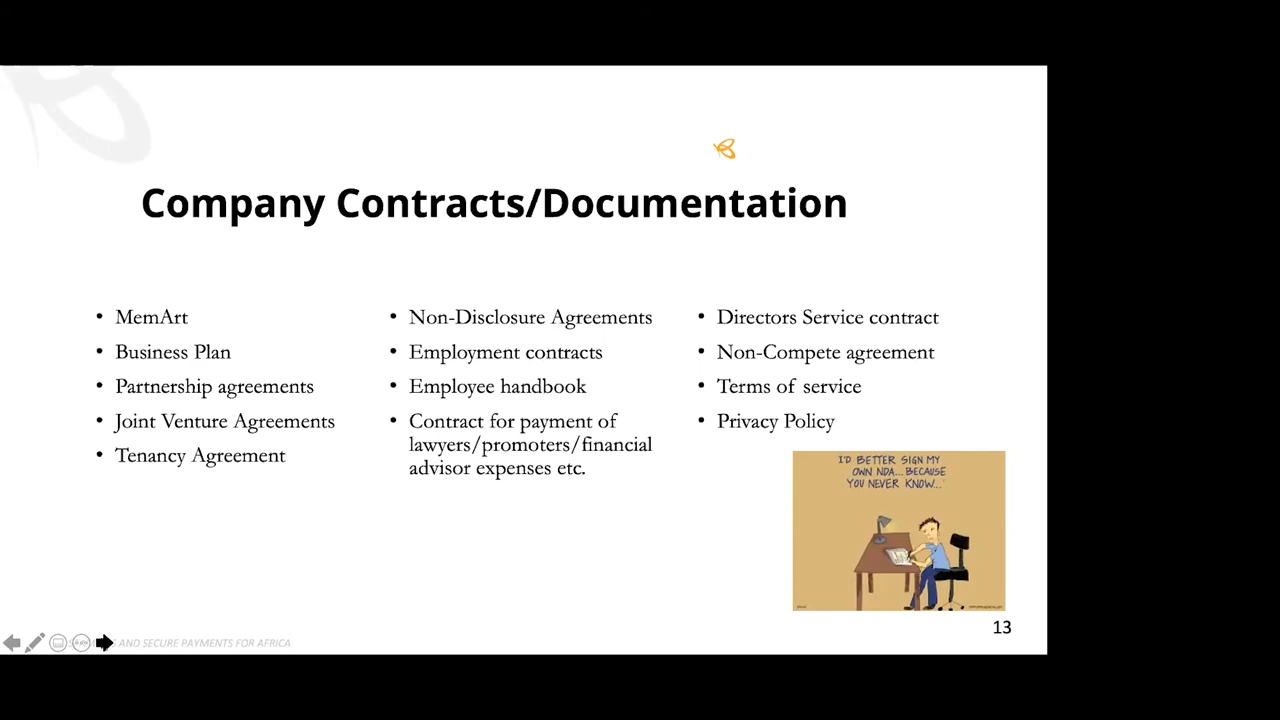 Company Contracts/Documentation
• MemArt
• Business Plan
• Partnership agreements
• Joint Venture Agreements
• Tenancy Agreement
• Non-Disclosure Agreements
• Employment contracts
• Employee handbook
• Contract for payment of
lawyers/promoters/financial
advisor expenses etc.
• Directors Service contract
• Non-Compete agreement
• Terms of service
• Privacy Policy
I'D BETTER SIGN MY
OWN NDA... BECAUSE
YOU NEVER KNOW..."
AND SECURE PAYMENTS FOR AFRICA
13